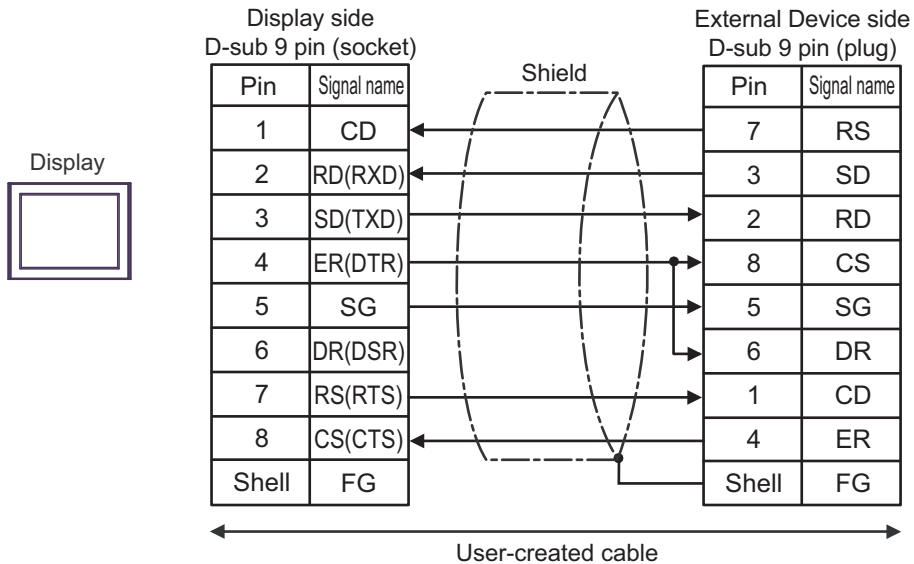 Display side
D-sub 9 pin (socket)
External Device side
D-sub 9 pin (plug)
Shield
Display
Pin Signal name Pin Signal name
1 CD 7 RS
2 RD(RXD) 3 SD
3 SD(TXD) 2 RD
4 ER(DTR) 8 CS
5 SG 5 SG
6 DR(DSR) 6 DR
7 RS(RTS) 1 CD
8 CS(CTS) 4 ER
Shell FG Shell FG
User-created cable